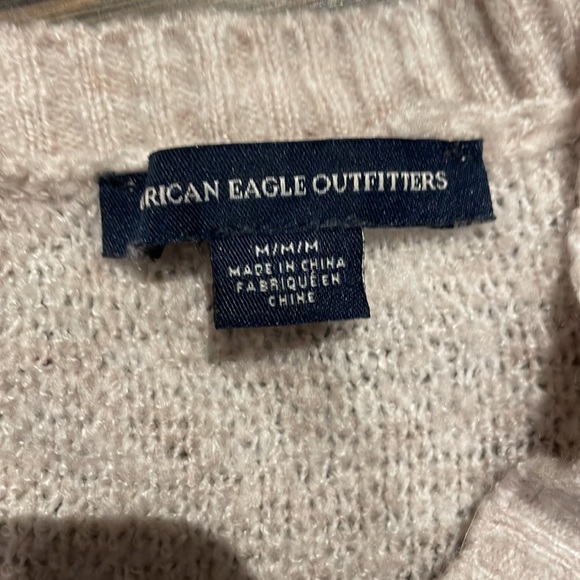 RICAN EAGLE OUTFITTERS
M/M/M
MADE IN CHINA
FABRIQUÉ EN
CHINE